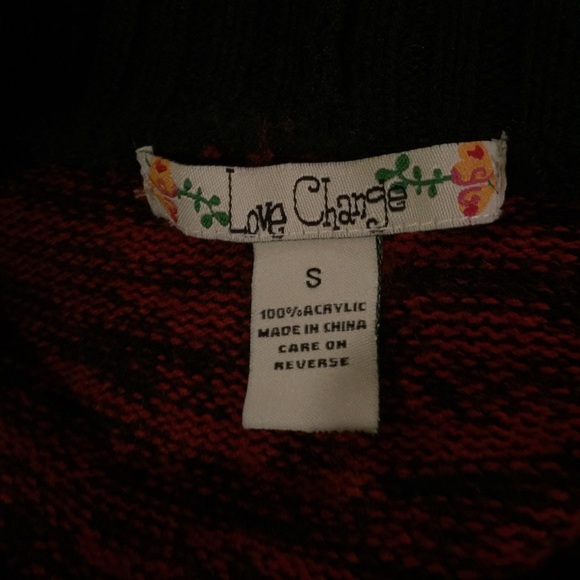 Love Change
S
100% ACRYLIC
MADE IN CHINA
CARE ON
REVERSE